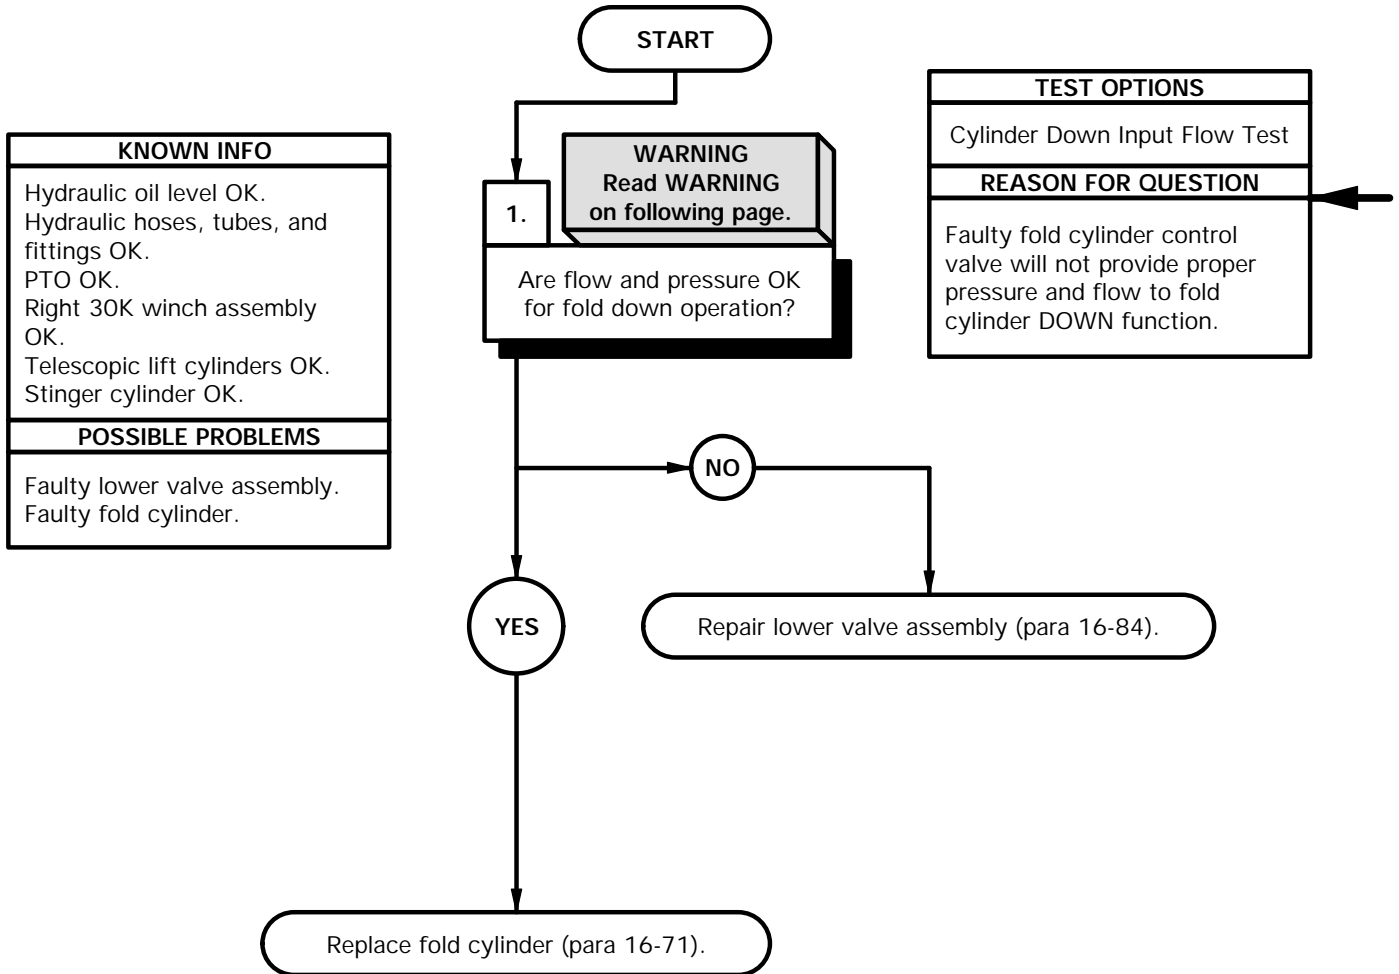 START
KNOWN INFO
Hydraulic oil level OK.
Hydraulic hoses, tubes, and
fittings OK.
PTO OK.
Right 30K winch assembly
OK.
Telescopic lift cylinders OK.
Stinger cylinder OK.
POSSIBLE PROBLEMS
Faulty lower valve assembly.
Faulty fold cylinder.
WARNING
Read WARNING
on following page.
1.
Are flow and pressure OK
for fold down operation?
TEST OPTIONS
Cylinder Down Input Flow Test
REASON FOR QUESTION
Faulty fold cylinder control
valve will not provide proper
pressure and flow to fold
cylinder DOWN function.
NO
YES
Repair lower valve assembly (para 16-84).
Replace fold cylinder (para 16-71).